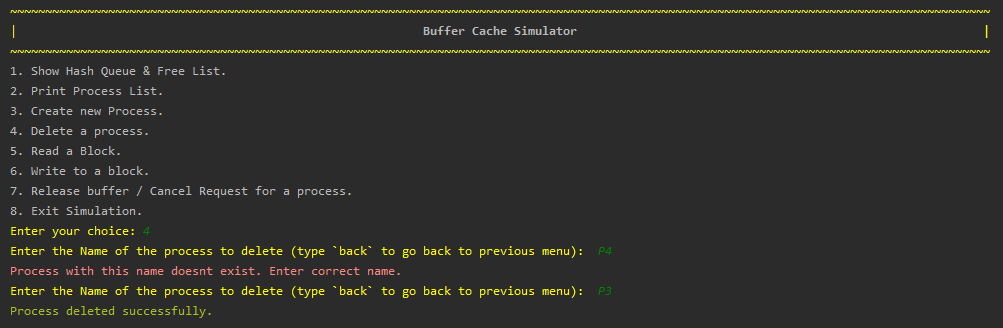 ~~~~~~~~~~~~~~~~~~~~~~~~~~~~~~~~~~~~~~~~~~~~~~~~~~~~~~~~~~~~~~~~~~~~~~~~~~~~~~~~~~~~~~~~~~~~~~~~~~~~~~~~~~~~~~~~~~~~~~~~~~~~~~~~~~~~~~~~~~~~
| Buffer Cache Simulator |
~~~~~~~~~~~~~~~~~~~~~~~~~~~~~~~~~~~~~~~~~~~~~~~~~~~~~~~~~~~~~~~~~~~~~~~~~~~~~~~~~~~~~~~~~~~~~~~~~~~~~~~~~~~~~~~~~~~~~~~~~~~~~~~~~~~~~~~~~~~~
1. Show Hash Queue & Free List.
2. Print Process List.
3. Create new Process.
4. Delete a process.
5. Read a Block.
6. Write to a block.
7. Release buffer / Cancel Request for a process.
8. Exit Simulation.
Enter your choice: 4
Enter the Name of the process to delete (type `back` to go back to previous menu):  P4
Process with this name doesnt exist. Enter correct name.
Enter the Name of the process to delete (type `back` to go back to previous menu):  P3
Process deleted successfully.